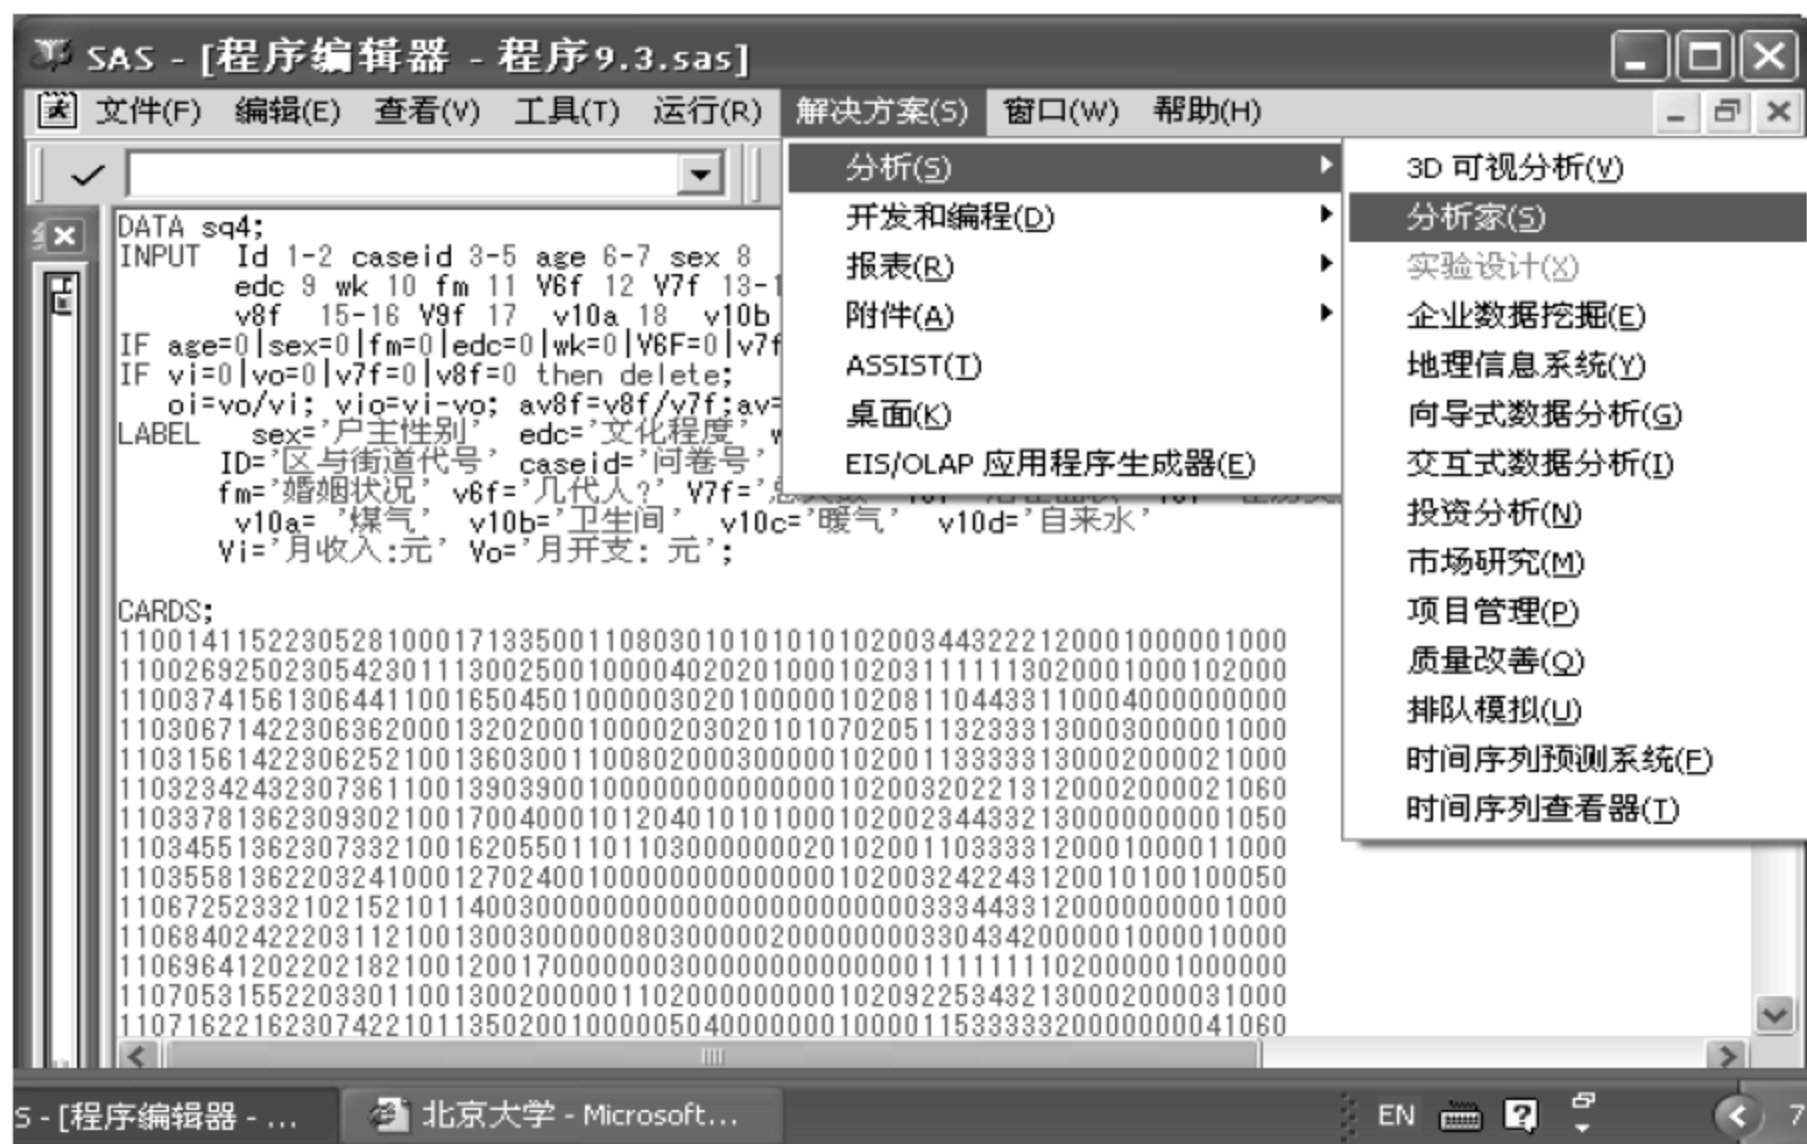 SAS - [程序编辑器 - 程序9.3.sas]
文件(F) 编辑(E) 查看(V) 工具(T) 运行(R) 解决方案(S) 窗口(W) 帮助(H)
分析(S)
开发和编程(D)
报表(R)
附件(A)
ASSIST(T)
桌面(K)
EIS/OLAP 应用程序生成器(E)
3D 可视分析(V)
分析家(S)
实验设计(X)
企业数据挖掘(E)
地理信息系统(Y)
向导式数据分析(G)
交互式数据分析(I)
投资分析(N)
市场研究(M)
项目管理(P)
质量改善(Q)
排队模拟(U)
时间序列预测系统(F)
时间序列查看器(T)
DATA sq4;
INPUT Id 1-2 caseid 3-5 age 6-7 sex 8
edc 9 wk 10 fm 11 V6f 12 V7f 13-1
v8f 15-16 V9f 17 v10a 18 v10b
IF age=0|sex=0|fm=0|edc=0|wk=0|V6F=0|v7f
IF vi=0|vo=0|v7f=0|v8f=0 then delete;
oi=vo/vi; vio=vi-vo; av8f=v8f/v7f;av=
LABEL sex='户主性别' edc='文化程度' w
ID='区与街道代号' caseid='问卷号'
fm='婚姻状况' v6f='几代人?' V7f='
v10a= '煤气' v10b='卫生间' v10c='暖气' v10d='自来水'
Vi='月收入:元' Vo='月开支: 元';
CARDS;
1100141152230528100017133500110803010101010102003443222120001000001000
1100269250230542301113002500100004020201000102031111113020001000102000
1100374156130644110016504501000003020100000102081104433110004000000000
1103067142230636200013202000100002030201010702051132333130003000001000
1103156142230625210013603001100802000300000102001133333130002000021000
1103234243230736110013903900100000000000000102003202213120002000021060
1103378136230930210017004000101204010101000102002344332130000000001050
1103455136230733210016205501101103000000020102001103333120001000011000
1103558136220324100012702400100000000000000102003242243120010100100050
1106725233210215210114003000000000000000000000033344331200000000001000
1106840242220311210013003000000803000000200000000330434200000100001​0000
1106964120220218210012001700000003000000000000001111111020000001000000
1107053155220330110013002000001102000000000102092253432130002000031000
1107162216230742210113502001000005040000000100001153333320000000041060
S - [程序编辑器 - ... 北京大学 - Microsoft... EN 7